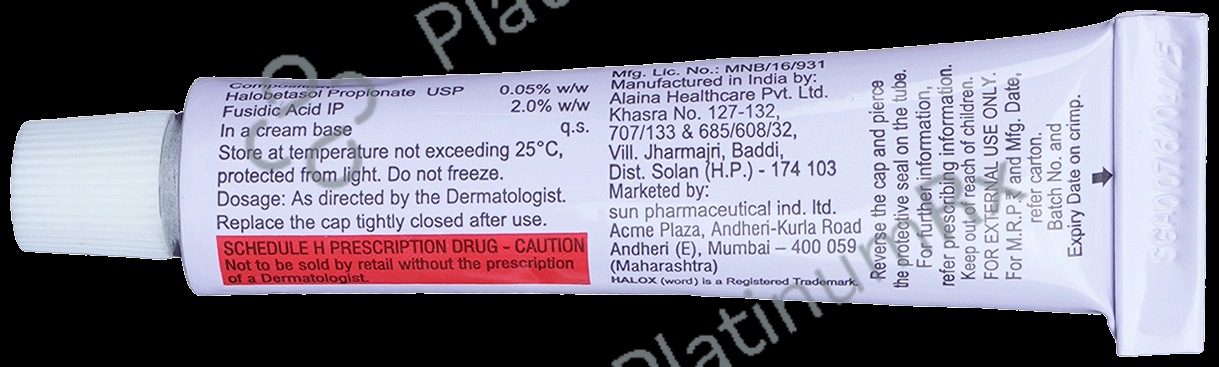 Halobetasol Propionate USP 0.05% w/w
Fusidic Acid IP 2.0% w/w
In a cream base q.s.
Store at temperature not exceeding 25°C,
protected from light. Do not freeze.
Dosage: As directed by the Dermatologist.
Replace the cap tightly closed after use.
SCHEDULE H PRESCRIPTION DRUG - CAUTION
Not to be sold by retail without the prescription
of a Dermatologist.
Mfg. Lic. No.: MNB/16/931
Manufactured in India by:
Alaina Healthcare Pvt. Ltd.
Khasra No. 127-132,
707/133 & 685/608/32,
Vill. Jharmajri, Baddi,
Dist. Solan (H.P.) - 174 103
Marketed by:
sun pharmaceutical ind. ltd.
Acme Plaza, Andheri-Kurla Road
Andheri (E), Mumbai – 400 059
(Maharashtra)
HALOX (word) is a Registered Trademark.
Reverse the cap and pierce
the protective seal on the tube.
For further information,
refer prescribing information.
Keep out of reach of children.
FOR EXTERNAL USE ONLY.
For M.R.P.₹ and Mfg. Date,
refer carton.
Batch No. and
Expiry Date on crimp.
PlatinumRx